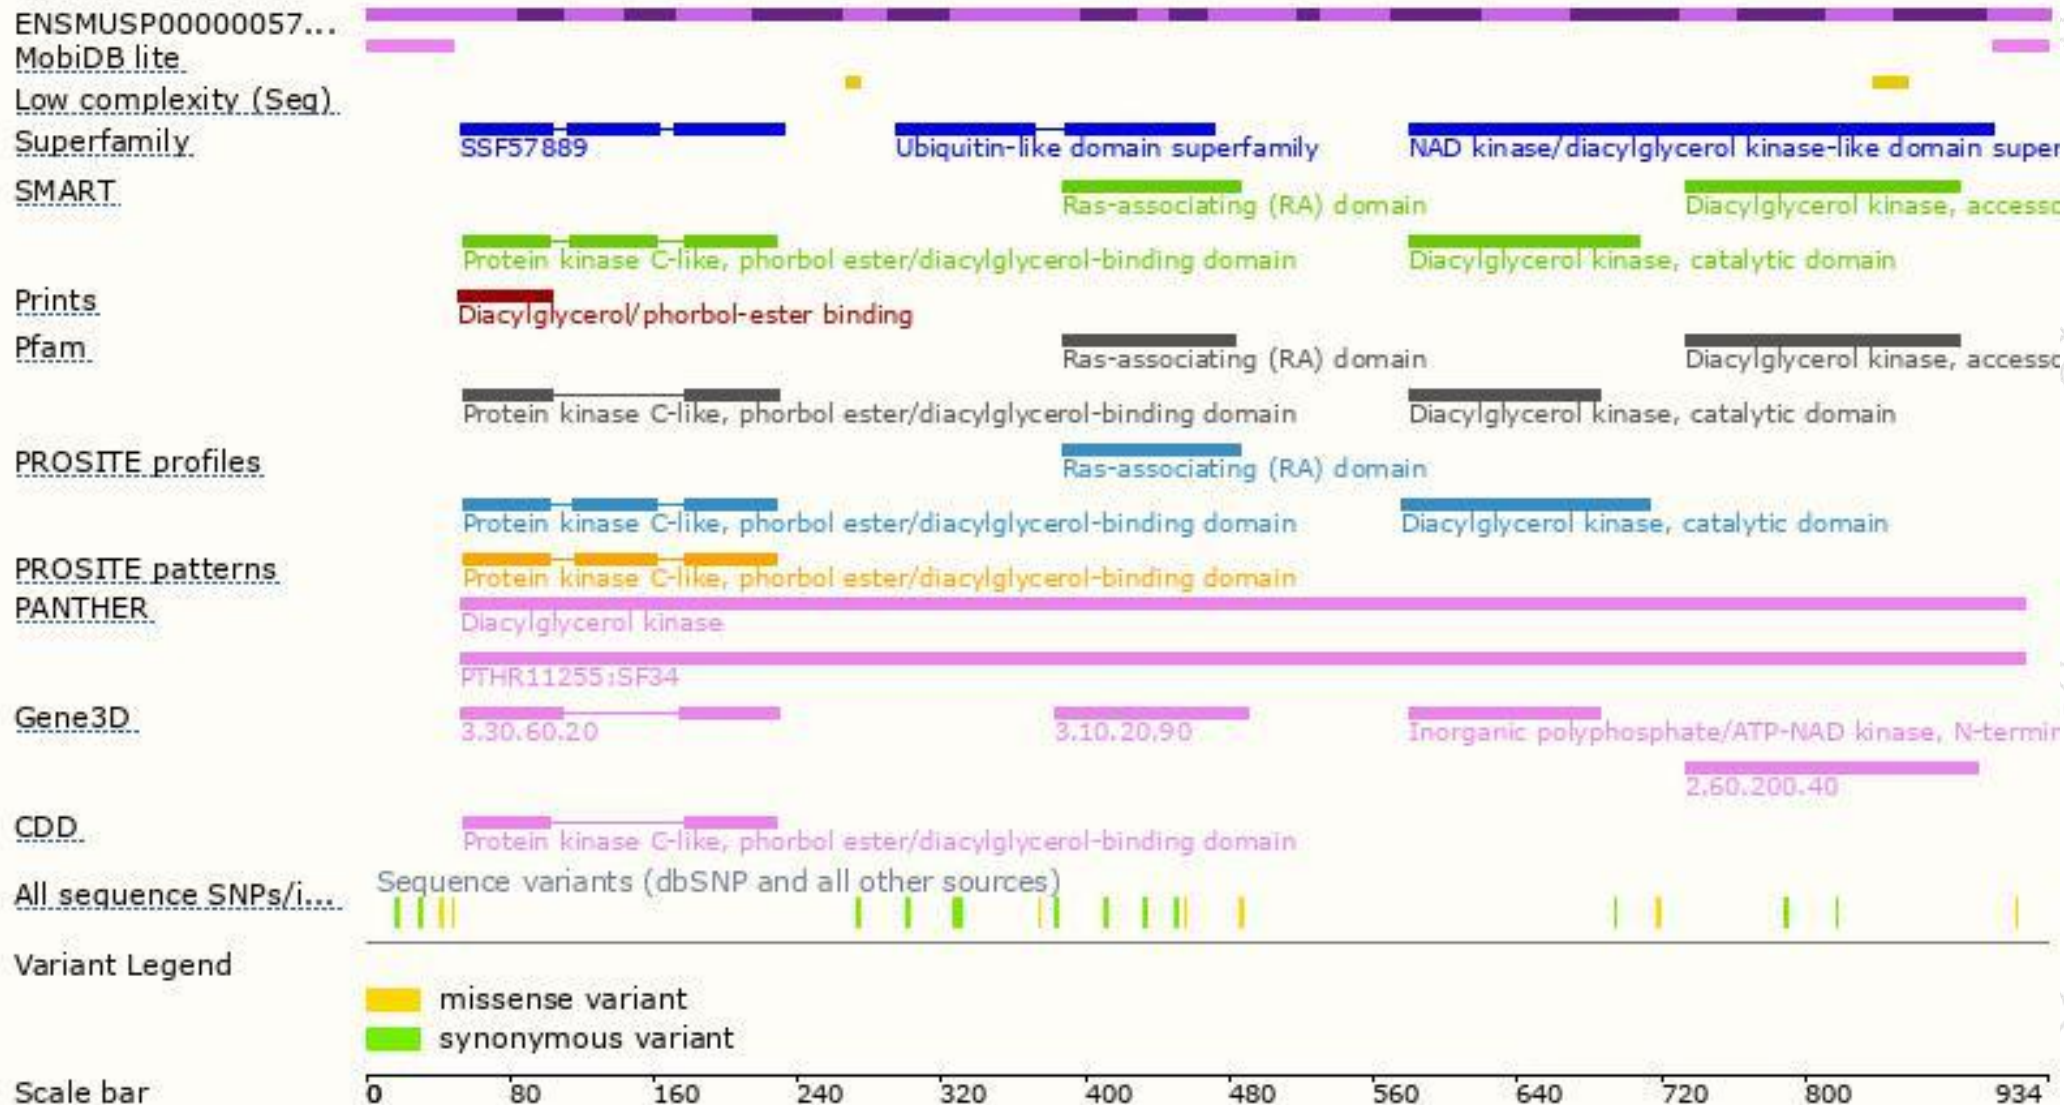 ENSMUSP00000057...
MobiDB lite
Low complexity (Seg)
Superfamily
SSF57889
Ubiquitin-like domain superfamily
NAD kinase/diacylglycerol kinase-like domain super
SMART
Ras-associating (RA) domain
Diacylglycerol kinase, accesso
Protein kinase C-like, phorbol ester/diacylglycerol-binding domain
Diacylglycerol kinase, catalytic domain
Prints
Diacylglycerol/phorbol-ester binding
Pfam
Ras-associating (RA) domain
Diacylglycerol kinase, accesso
Protein kinase C-like, phorbol ester/diacylglycerol-binding domain
Diacylglycerol kinase, catalytic domain
PROSITE profiles
Ras-associating (RA) domain
Protein kinase C-like, phorbol ester/diacylglycerol-binding domain
Diacylglycerol kinase, catalytic domain
PROSITE patterns
Protein kinase C-like, phorbol ester/diacylglycerol-binding domain
PANTHER
Diacylglycerol kinase
PTHR11255:SF34
Gene3D
3.30.60.20
3.10.20.90
Inorganic polyphosphate/ATP-NAD kinase, N-termin
2.60.200.40
CDD
Protein kinase C-like, phorbol ester/diacylglycerol-binding domain
All sequence SNPs/i...
Sequence variants (dbSNP and all other sources)
Variant Legend
missense variant
synonymous variant
Scale bar
0 80 160 240 320 400 480 560 640 720 800 934